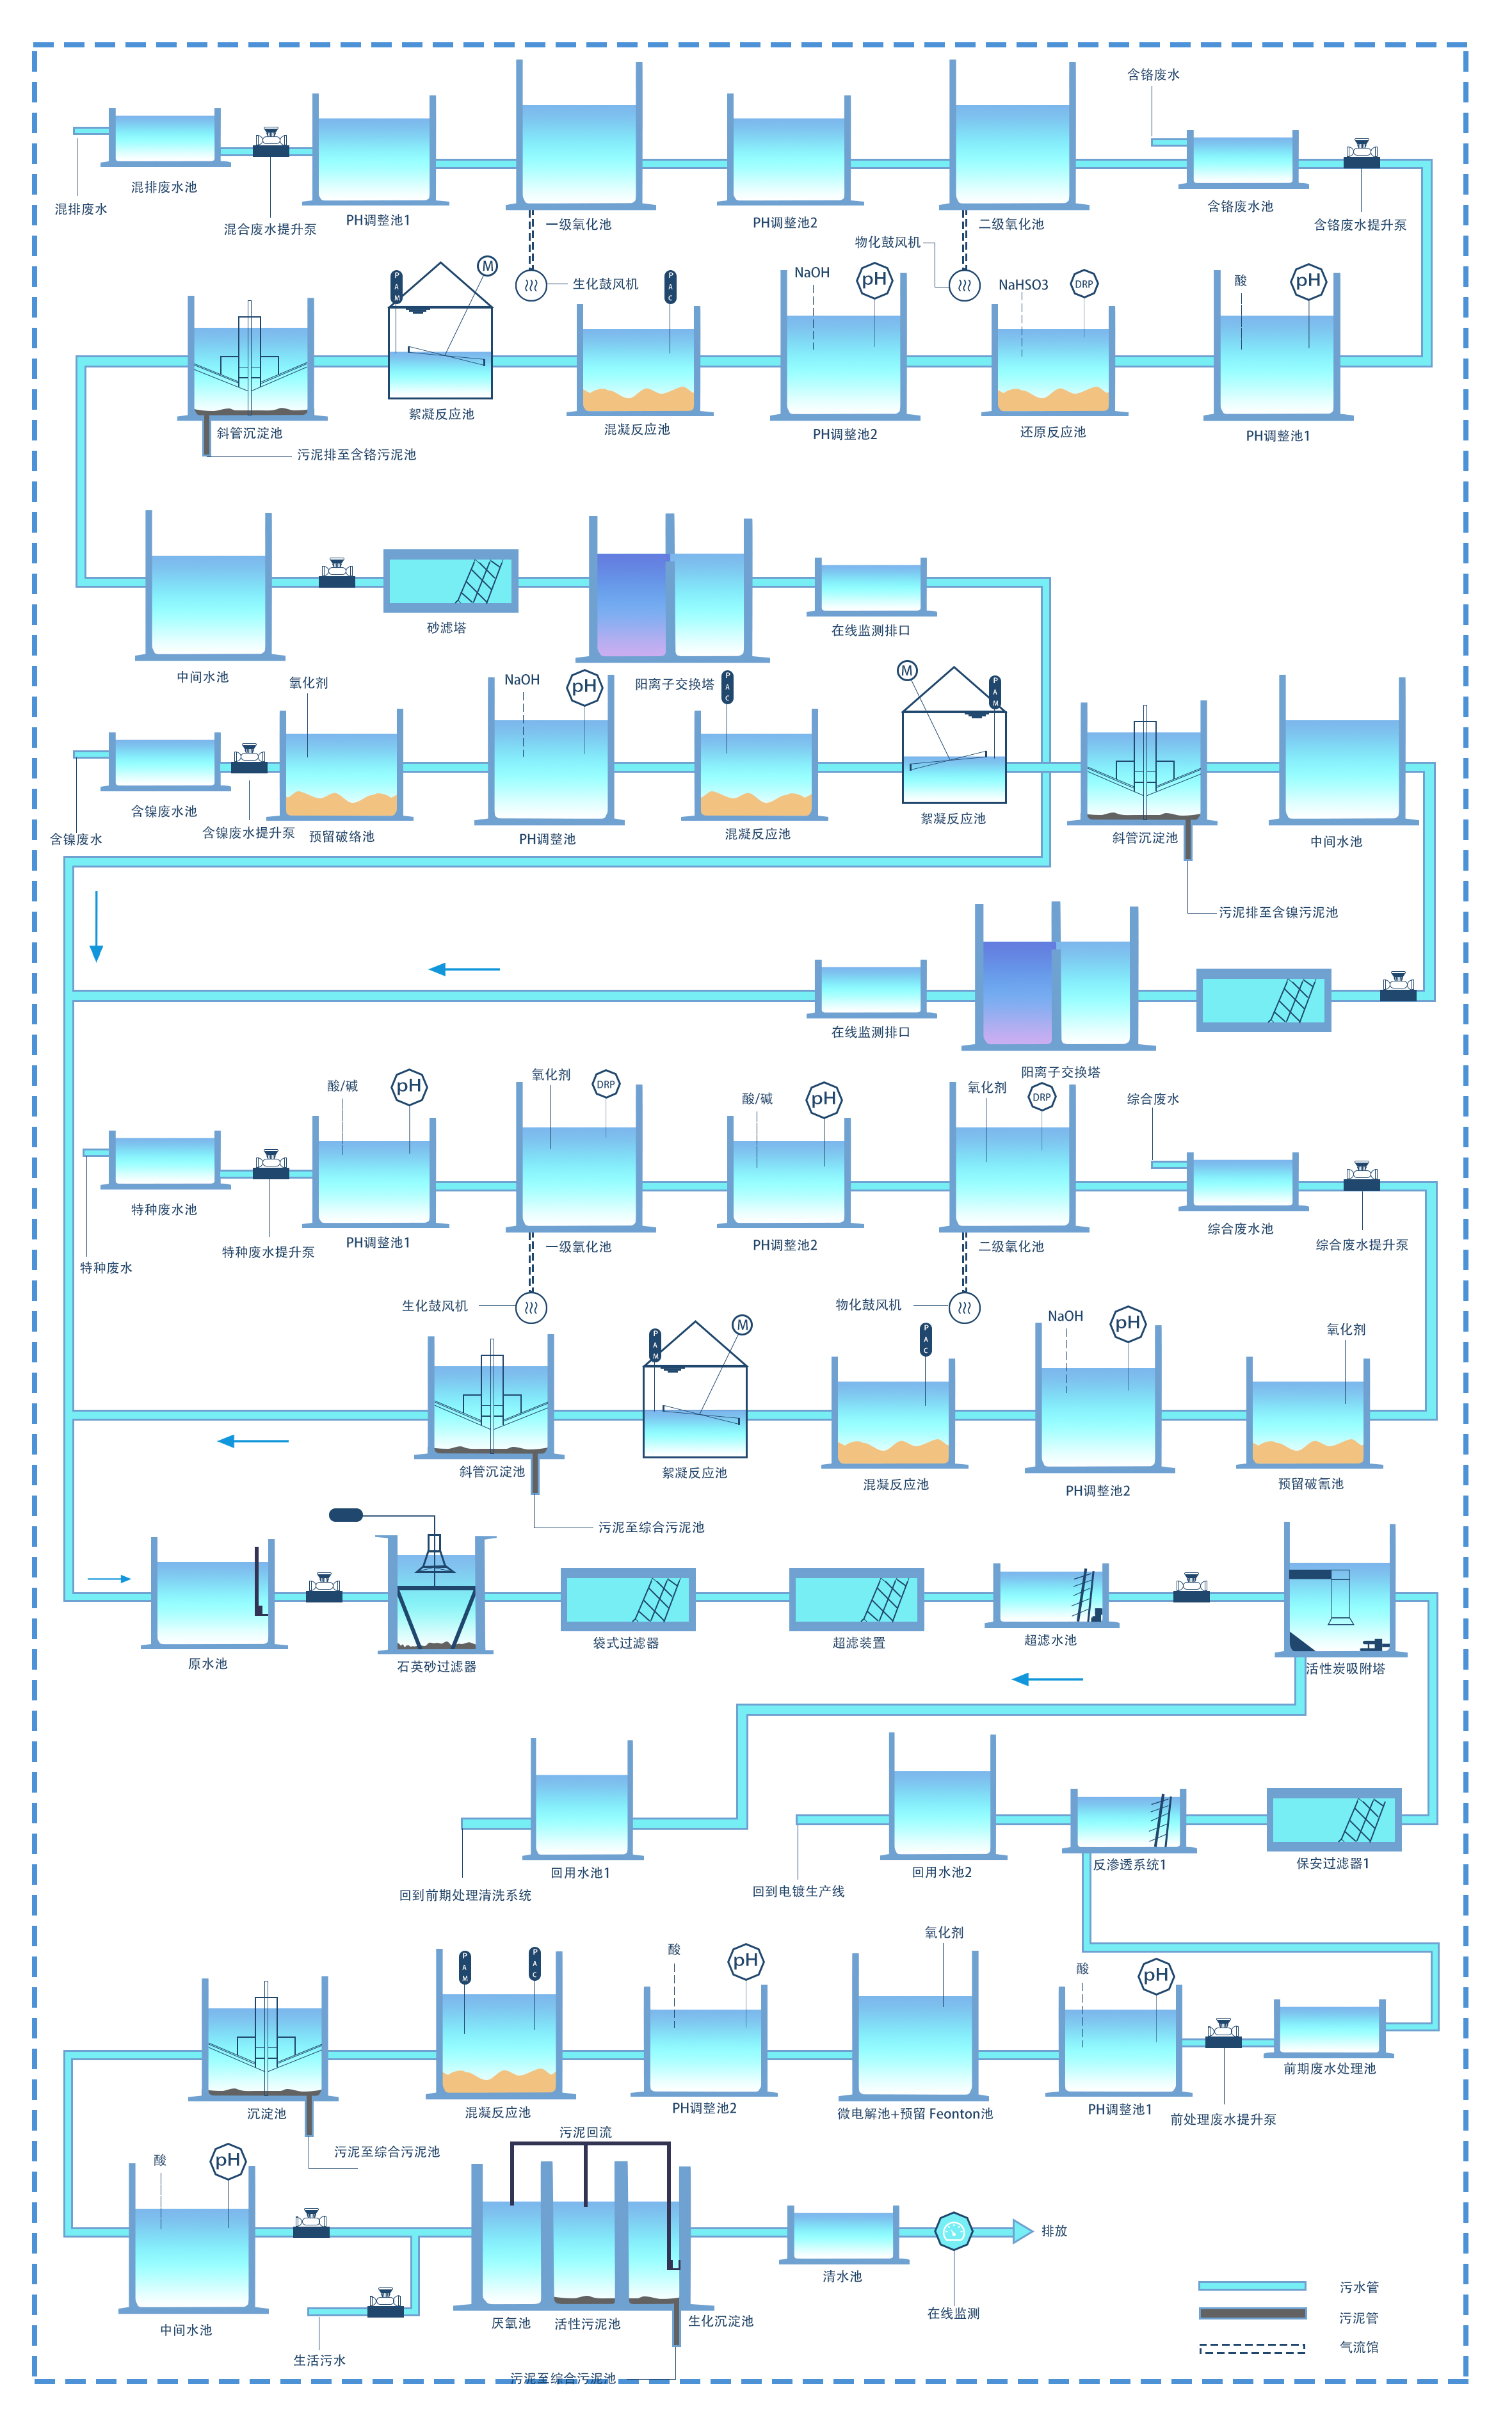 含铬废水
混排废水池
混排废水
混合废水提升泵
PH调整池1
一级氧化池
PH调整池2
二级氧化池
含铬废水池
含铬废水提升泵
物化鼓风机
生化鼓风机
PAM
M
PAC
NaOH
pH
NaHSO3
DRP
酸
pH
斜管沉淀池
絮凝反应池
混凝反应池
PH调整池2
还原反应池
PH调整池1
污泥排至含铬污泥池
中间水池
砂滤塔
阳离子交换塔
在线监测排口
氧化剂
NaOH
pH
PAC
M
PAM
含镍废水池
含镍废水
含镍废水提升泵
预留破络池
PH调整池
混凝反应池
絮凝反应池
斜管沉淀池
中间水池
污泥排至含镍污泥池
在线监测排口
阳离子交换塔
酸/碱
pH
氧化剂
DRP
酸/碱
pH
氧化剂
DRP
综合废水
特种废水池
特种废水
特种废水提升泵
PH调整池1
一级氧化池
PH调整池2
二级氧化池
综合废水池
综合废水提升泵
生化鼓风机
物化鼓风机
PAM
M
PAC
NaOH
pH
氧化剂
斜管沉淀池
絮凝反应池
混凝反应池
PH调整池2
预留破氰池
污泥至综合污泥池
原水池
石英砂过滤器
袋式过滤器
超滤装置
超滤水池
活性炭吸附塔
回用水池1
回到前期处理清洗系统
回用水池2
回到电镀生产线
反渗透系统1
保安过滤器1
PAM
PAC
酸
pH
氧化剂
酸
pH
沉淀池
混凝反应池
PH调整池2
微电解池+预留 Feonton池
PH调整池1
前处理废水提升泵
前期废水处理池
污泥至综合污泥池
污泥回流
酸
pH
中间水池
生活污水
厌氧池
活性污泥池
生化沉淀池
污泥至综合污泥池
清水池
在线监测
排放
污水管
污泥管
气流馆